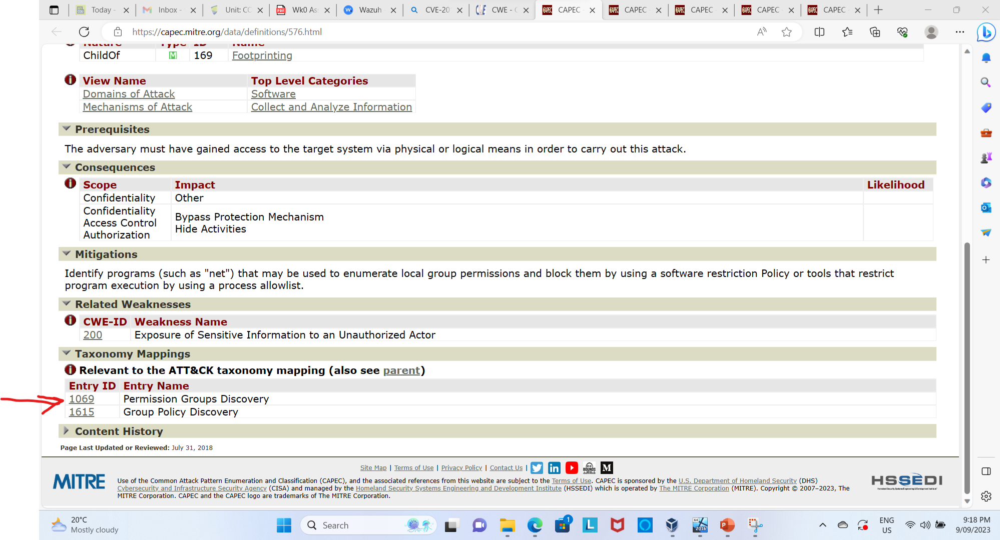 Today -
Inbox -
Unit: CC
Wk0 As
Wazuh
CVE-20
CWE - C
CAPEC -
CAPEC
CAPEC
CAPEC
CAPEC
https://capec.mitre.org/data/definitions/576.html
Nature Type ID Name
ChildOf M 169 Footprinting
View Name Top Level Categories
Domains of Attack Software
Mechanisms of Attack Collect and Analyze Information
Prerequisites
The adversary must have gained access to the target system via physical or logical means in order to carry out this attack.
Consequences
Scope Impact Likelihood
Confidentiality Other
Confidentiality
Access Control
Authorization
Bypass Protection Mechanism
Hide Activities
Mitigations
Identify programs (such as "net") that may be used to enumerate local group permissions and block them by using a software restriction Policy or tools that restrict
program execution by using a process allowlist.
Related Weaknesses
CWE-ID Weakness Name
200 Exposure of Sensitive Information to an Unauthorized Actor
Taxonomy Mappings
Relevant to the ATT&CK taxonomy mapping (also see parent)
Entry ID Entry Name
1069 Permission Groups Discovery
1615 Group Policy Discovery
Content History
Page Last Updated or Reviewed: July 31, 2018
Site Map | Terms of Use | Privacy Policy | Contact Us |
MITRE
Use of the Common Attack Pattern Enumeration and Classification (CAPEC), and the associated references from this website are subject to the Terms of Use. CAPEC is sponsored by the U.S. Department of Homeland Security (DHS)
Cybersecurity and Infrastructure Security Agency (CISA) and managed by the Homeland Security Systems Engineering and Development Institute (HSSEDI) which is operated by The MITRE Corporation (MITRE). Copyright © 2007–2023, The
MITRE Corporation. CAPEC and the CAPEC logo are trademarks of The MITRE Corporation.
HSSEDI
Homeland Security Systems Engineering & Development Institute
20°C
Mostly cloudy
Search
1
64
2016
ENG
US
9:18 PM
9/09/2023